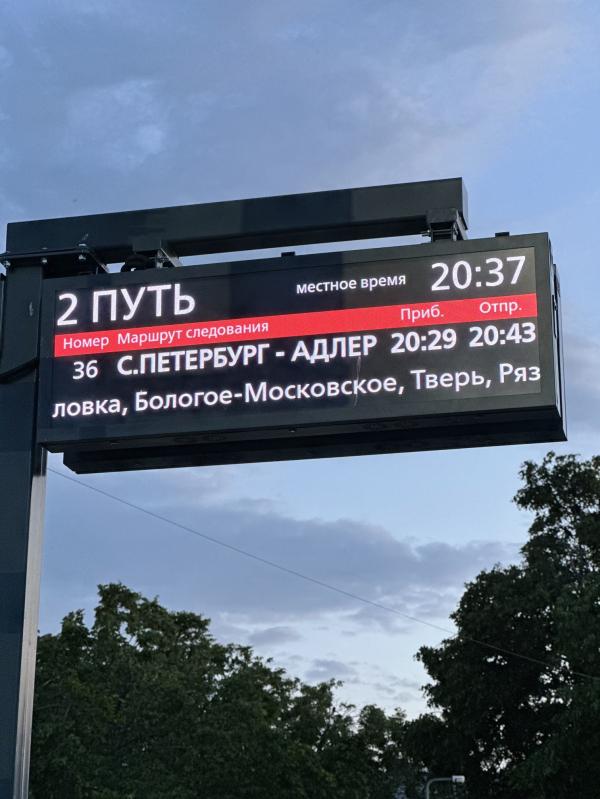 2 ПУТЬ местное время 20:37
Номер Маршрут следования Приб. Отпр.
36 С.ПЕТЕРБУРГ - АДЛЕР 20:29 20:43
ловка, Бологое-Московское, Тверь, Ряз